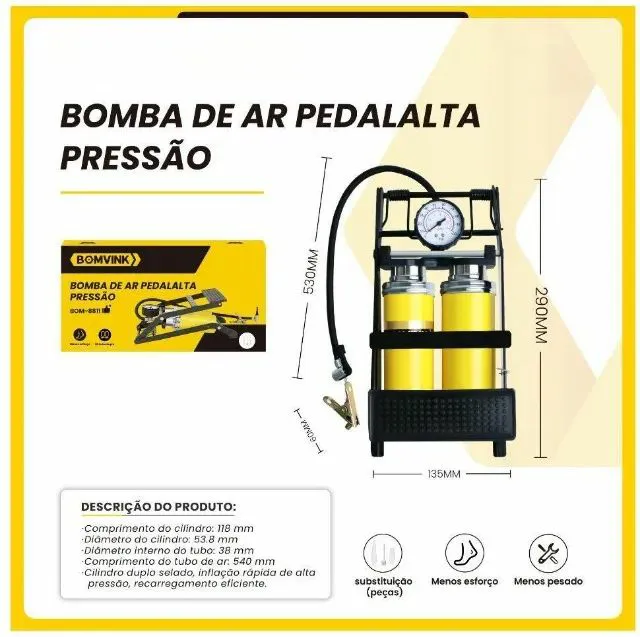 BOMBA DE AR PEDALALTA
PRESSÃO
BOMVINK
BOMBA DE AR PEDALALTA
PRESSÃO
BOM-8811
530MM
290MM
60MM
135MM
DESCRIÇÃO DO PRODUTO:
·Comprimento do cilindro: 118 mm
·Diâmetro do cilindro: 53.8 mm
·Diâmetro interno do tubo: 38 mm
·Comprimento do tubo de ar: 540 mm
·Cilindro duplo selado, inflação rápida de alta
pressão, recarregamento eficiente.
substituição
(peças)
Menos esforço
Menos pesado